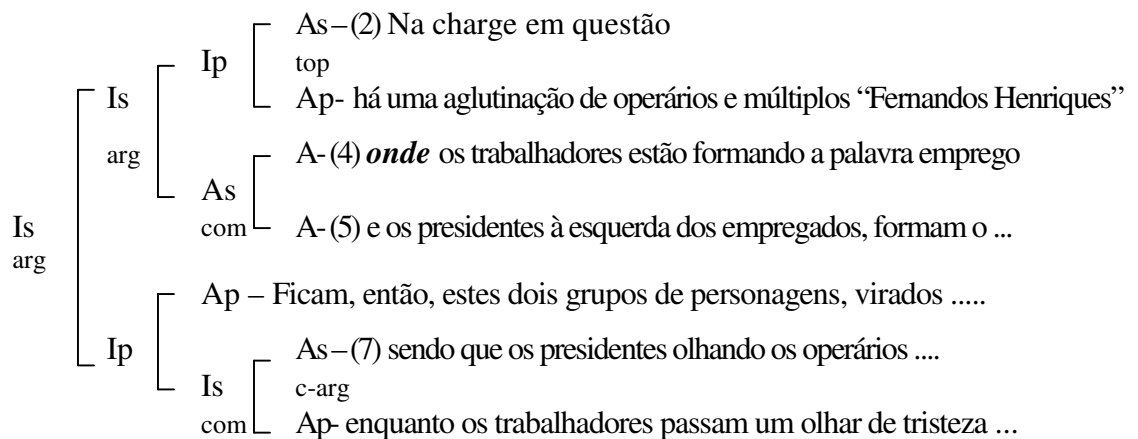 As – (2) Na charge em questão
Ip
top
Is
Ap- há uma aglutinação de operários e múltiplos “Fernandos Henriques”
arg
A- (4) onde os trabalhadores estão formando a palavra emprego
As
Is
com
A- (5) e os presidentes à esquerda dos empregados, formam o ...
arg
Ap – Ficam, então, estes dois grupos de personagens, virados .....
Ip
As – (7) sendo que os presidentes olhando os operários ....
Is
c-arg
com
Ap- enquanto os trabalhadores passam um olhar de tristeza ...